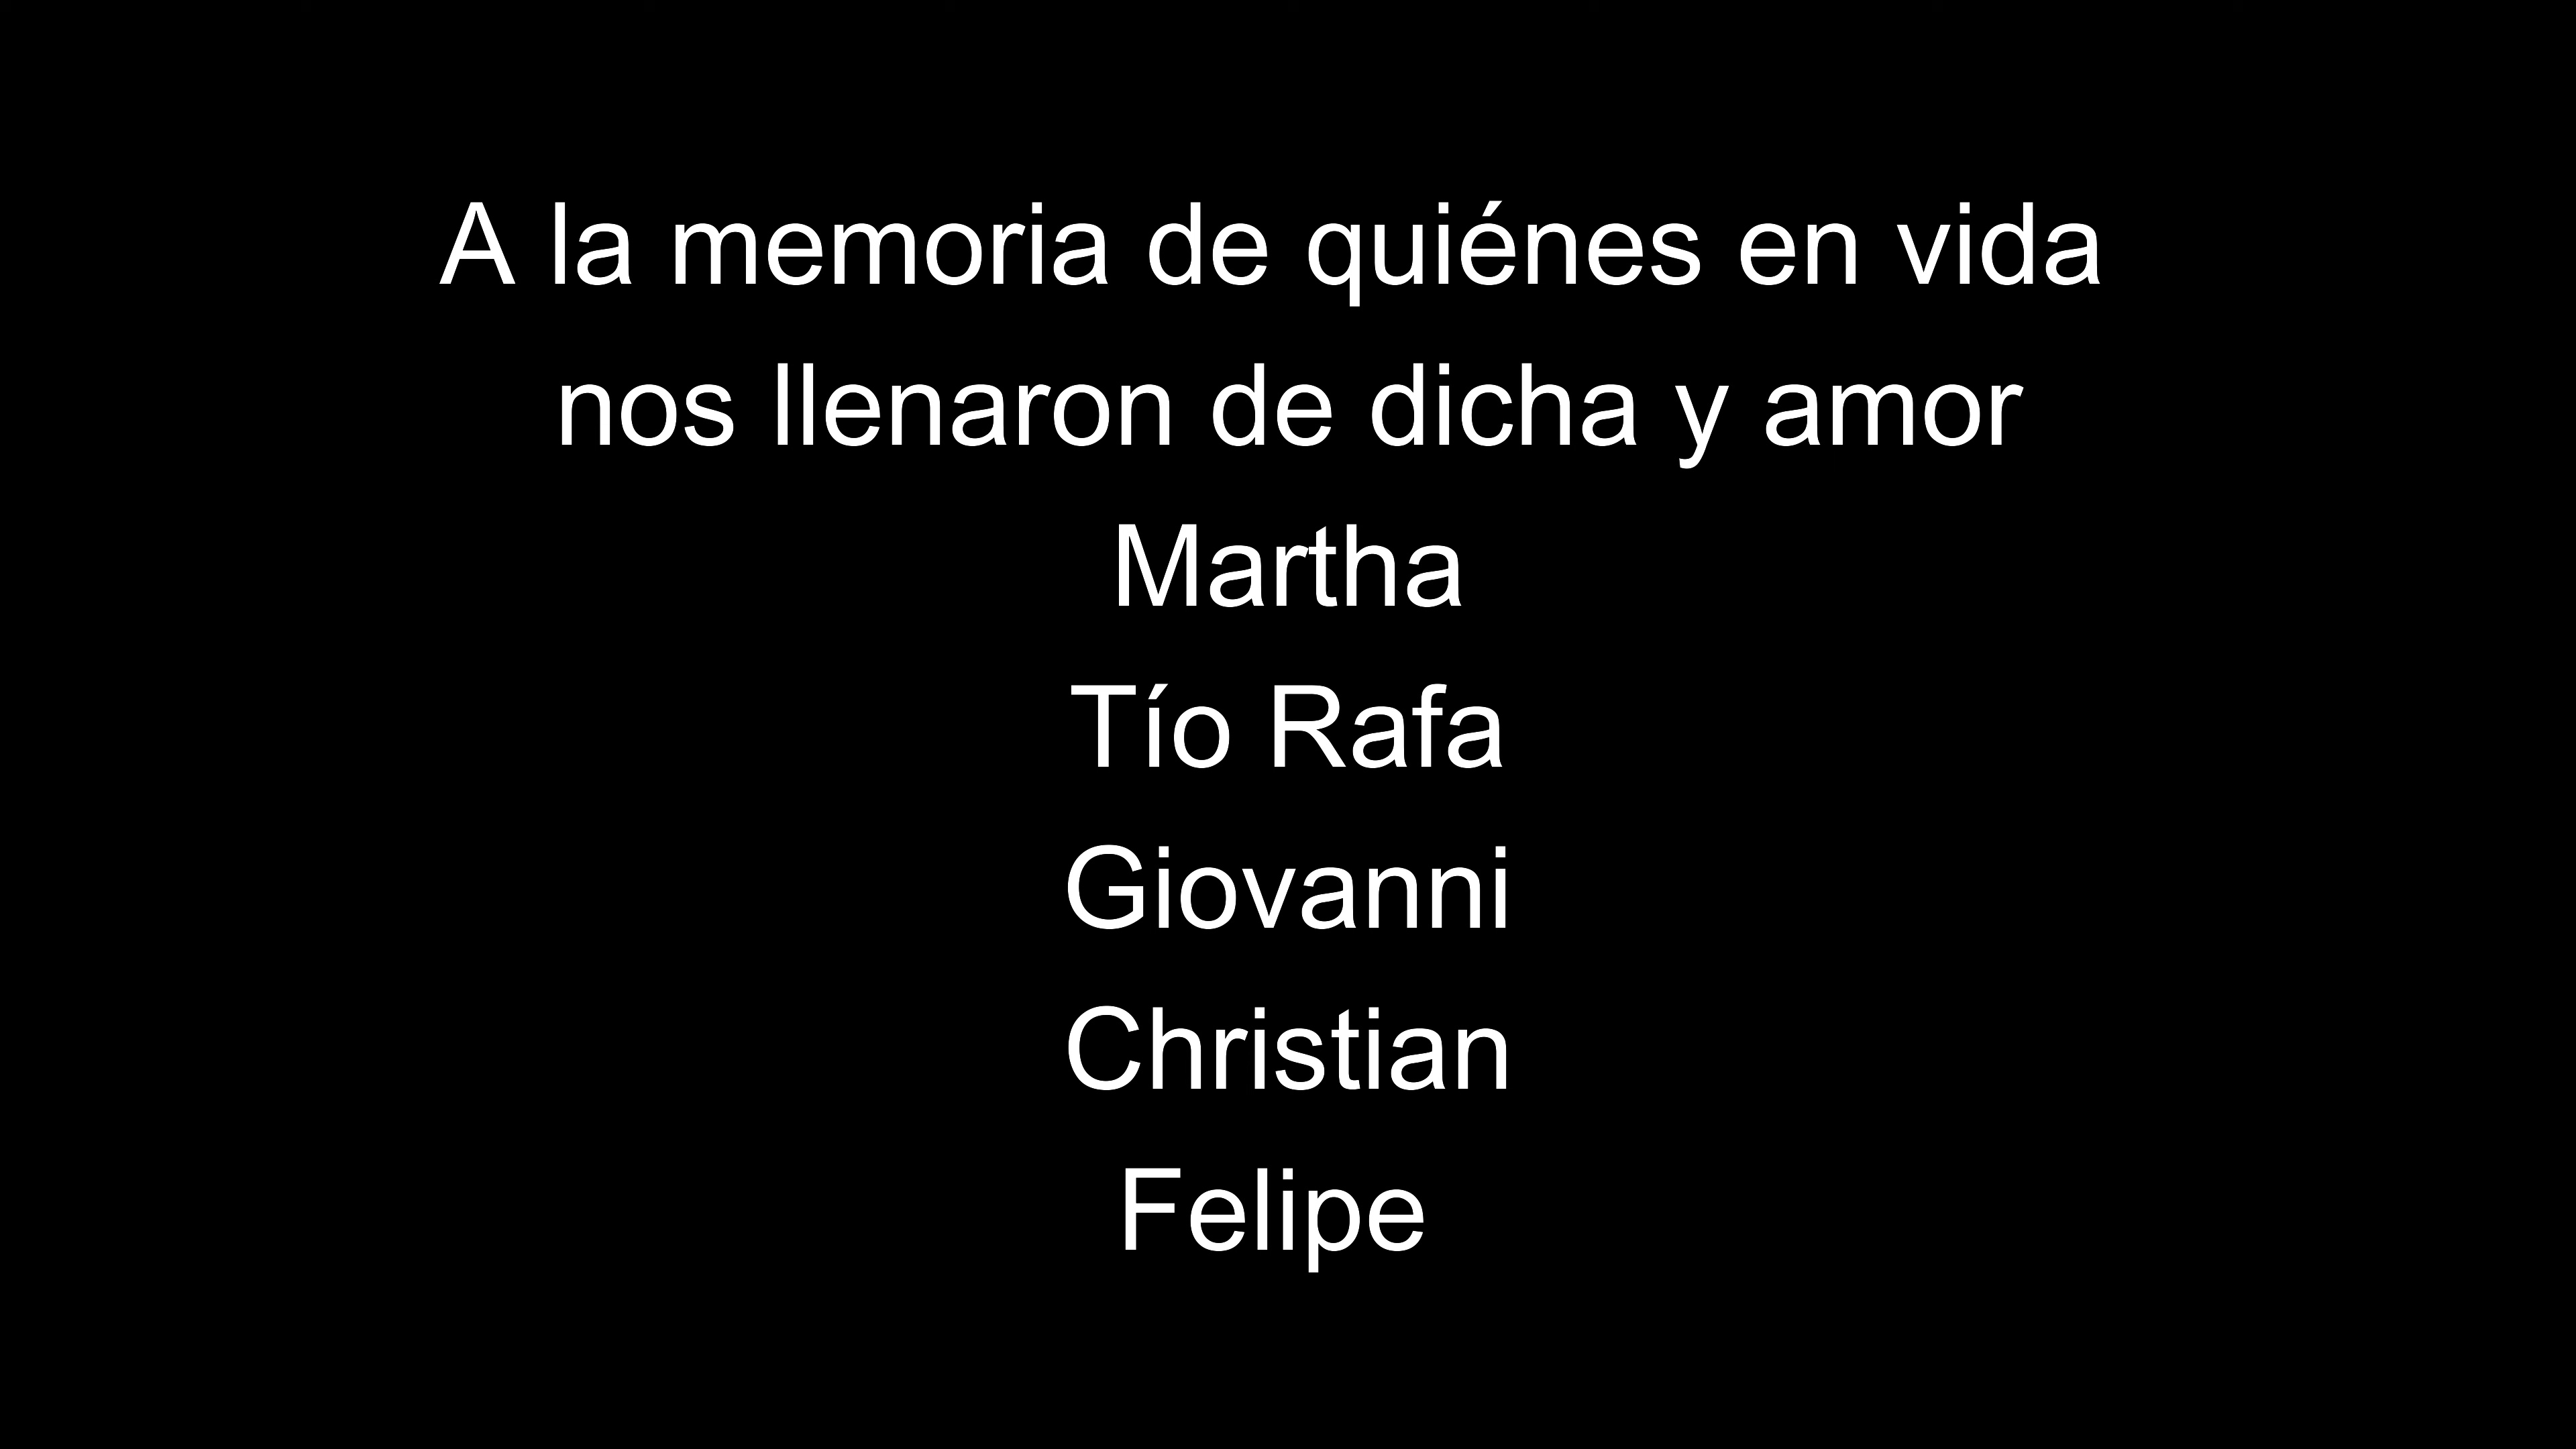 A la memoria de quiénes en vida
nos llenaron de dicha y amor
Martha
Tío Rafa
Giovanni
Christian
Felipe